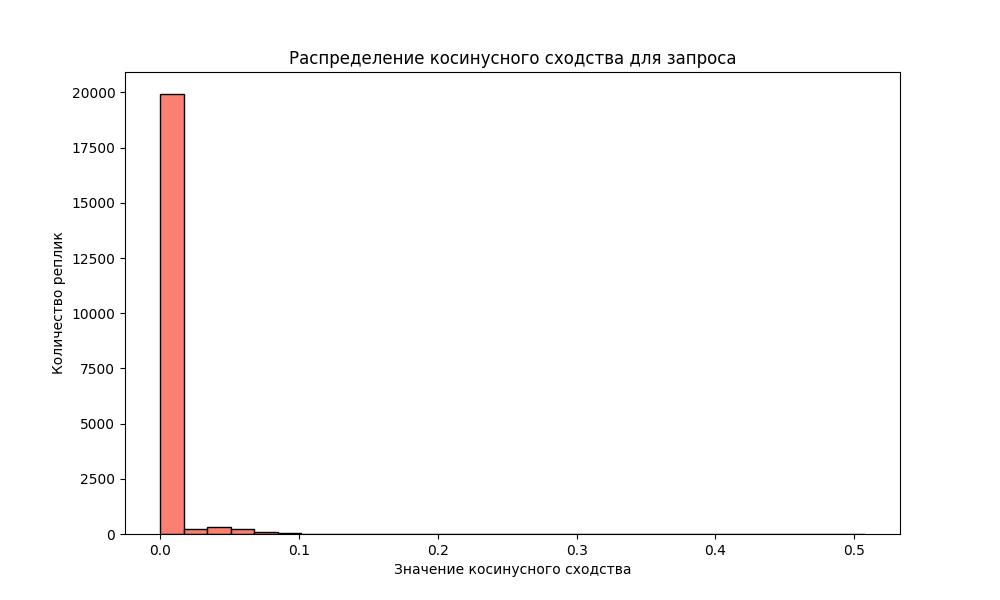 Распределение косинусного сходства для запроса
Количество реплик
20000
17500
15000
12500
10000
7500
5000
2500
0
0.0 0.1 0.2 0.3 0.4 0.5
Значение косинусного сходства